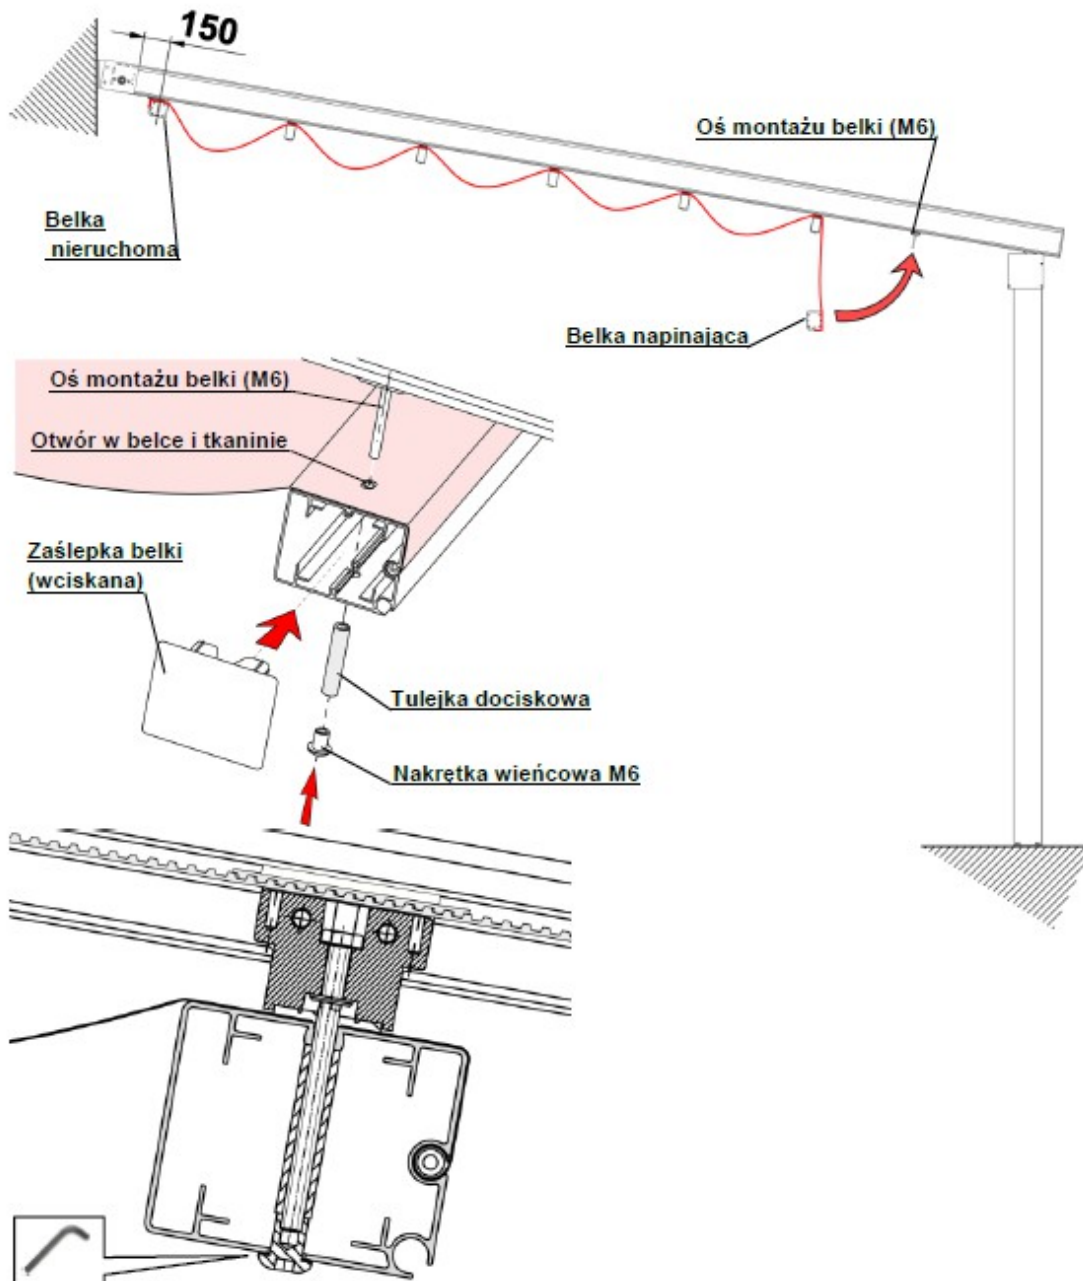 150
Oś montażu belki (M6)
Belka
nieruchoma
Belka napinająca
Oś montażu belki (M6)
Otwór w belce i tkaninie
Zaślepka belki
(wciskana)
Tulejka dociskowa
Nakrętka wieńcowa M6